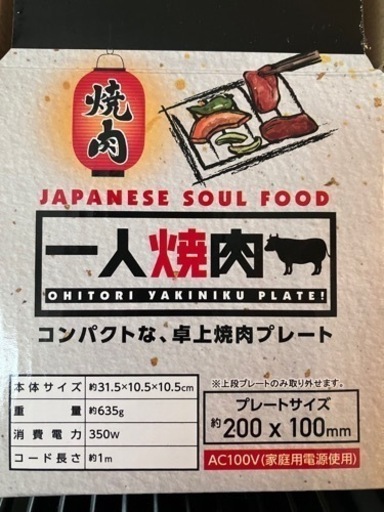 焼肉
JAPANESE SOUL FOOD
一人焼肉
OHITORI YAKINIKU PLATE!
コンパクトな、卓上焼肉プレート
本体サイズ 約31.5×10.5×10.5cm
重量 約635g
消費電力 350w
コード長さ 約1m
※上段プレートのみ取り外せます。
プレートサイズ
約200 x 100mm
AC100V(家庭用電源使用)